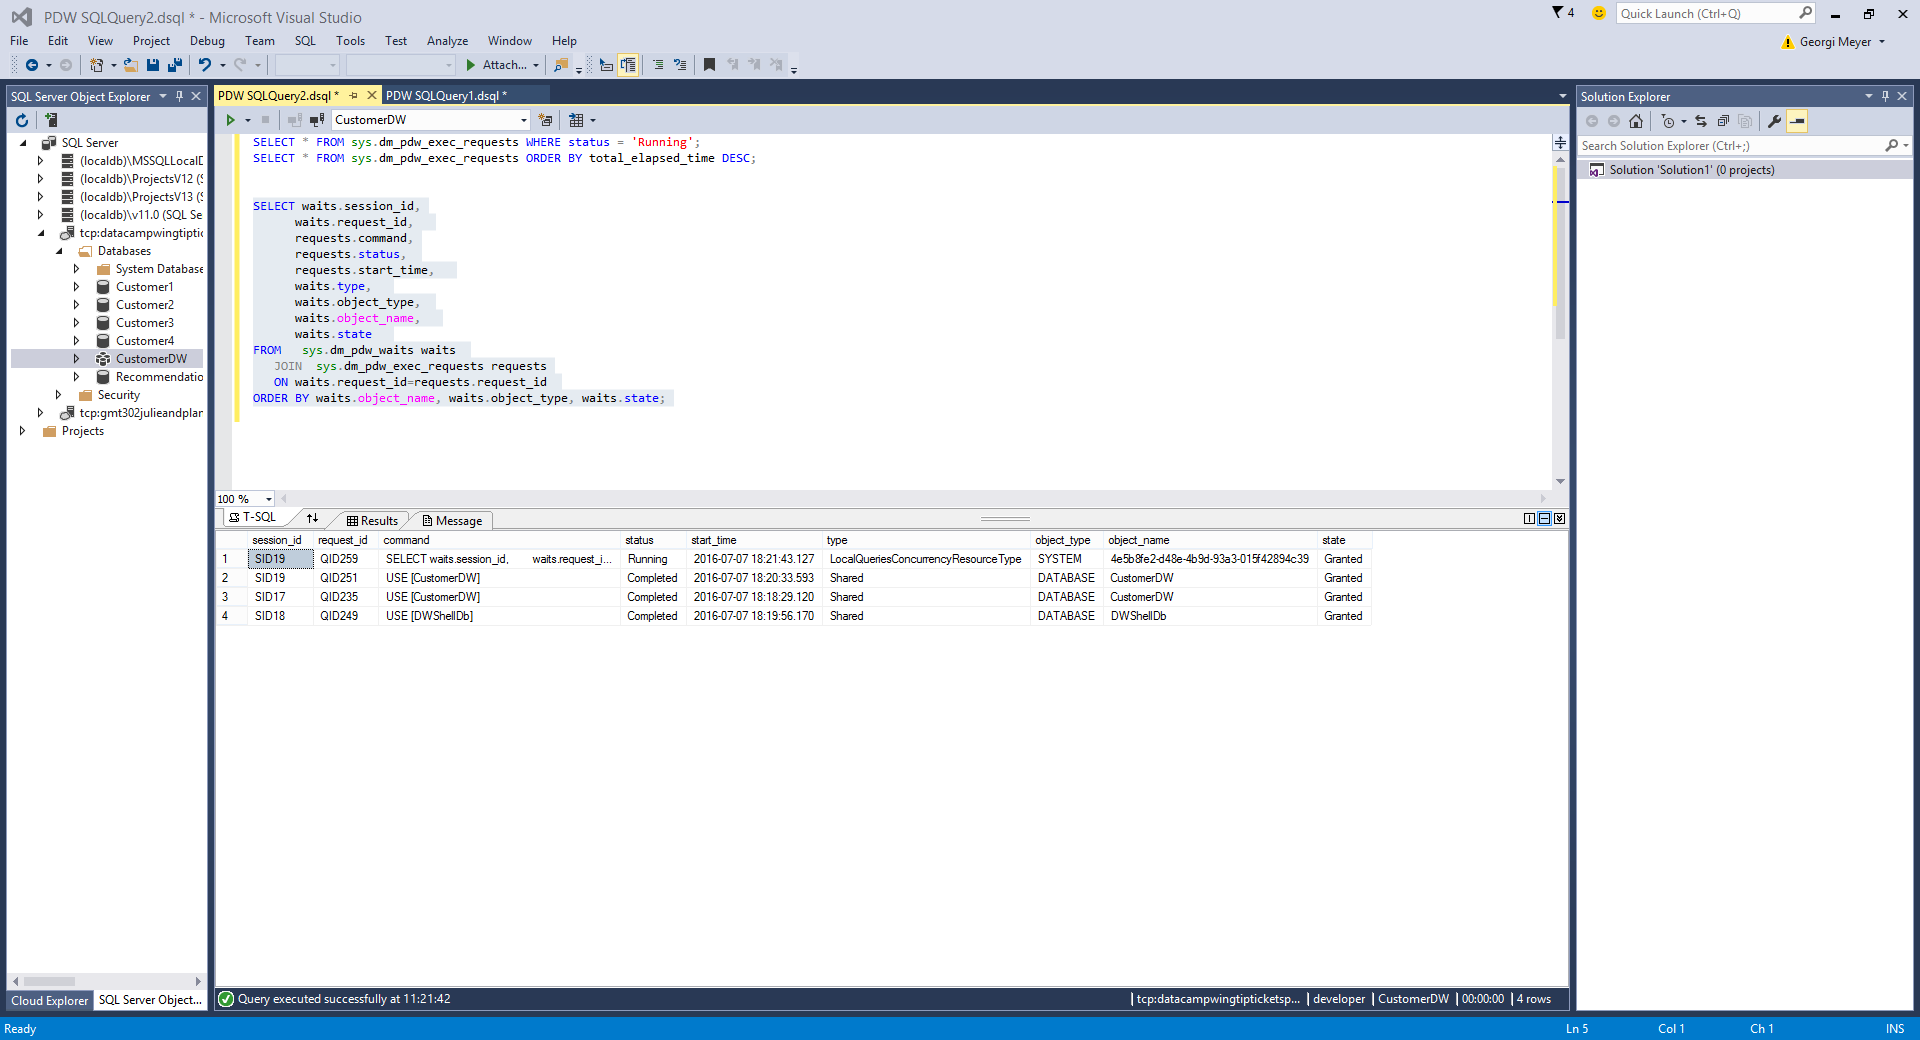 PDW SQLQuery2.dsql * - Microsoft Visual Studio
4
Quick Launch (Ctrl+Q)
File Edit View Project Debug Team SQL Tools Test Analyze Window Help
Georgi Meyer
Attach...
SQL Server Object Explorer
PDW SQLQuery2.dsql *
PDW SQLQuery1.dsql *
Solution Explorer
CustomerDW
Search Solution Explorer (Ctrl+;)
Solution 'Solution1' (0 projects)
SQL Server
(localdb)\MSSQLLocalD
(localdb)\ProjectsV12 (S
(localdb)\ProjectsV13 (S
(localdb)\v11.0 (SQL Se
tcp:datacampwingtiptic
Databases
System Database
Customer1
Customer2
Customer3
Customer4
CustomerDW
Recommendatio
Security
tcp:gmt302julieandplan
Projects
SELECT * FROM sys.dm_pdw_exec_requests WHERE status = 'Running';
SELECT * FROM sys.dm_pdw_exec_requests ORDER BY total_elapsed_time DESC;
SELECT waits.session_id,
waits.request_id,
requests.command,
requests.status,
requests.start_time,
waits.type,
waits.object_type,
waits.object_name,
waits.state
FROM sys.dm_pdw_waits waits
JOIN sys.dm_pdw_exec_requests requests
ON waits.request_id=requests.request_id
ORDER BY waits.object_name, waits.object_type, waits.state;
100 %
T-SQL Results Message
session_id request_id command status start_time type object_type object_name state
1 SID19 QID259 SELECT waits.session_id, waits.request_i... Running 2016-07-07 18:21:43.127 LocalQueriesConcurrencyResourceType SYSTEM 4e5b8fe2-d48e-4b9d-93a3-015f42894c39 Granted
2 SID19 QID251 USE [CustomerDW] Completed 2016-07-07 18:20:33.593 Shared DATABASE CustomerDW Granted
3 SID17 QID235 USE [CustomerDW] Completed 2016-07-07 18:18:29.120 Shared DATABASE CustomerDW Granted
4 SID18 QID249 USE [DWShellDb] Completed 2016-07-07 18:19:56.170 Shared DATABASE DWShellDb Granted
Cloud Explorer
SQL Server Object...
Query executed successfully at 11:21:42
tcp:datacampwingtipticketsp... | developer | CustomerDW | 00:00:00 | 4 rows
Ready
Ln 5 Col 1 Ch 1 INS